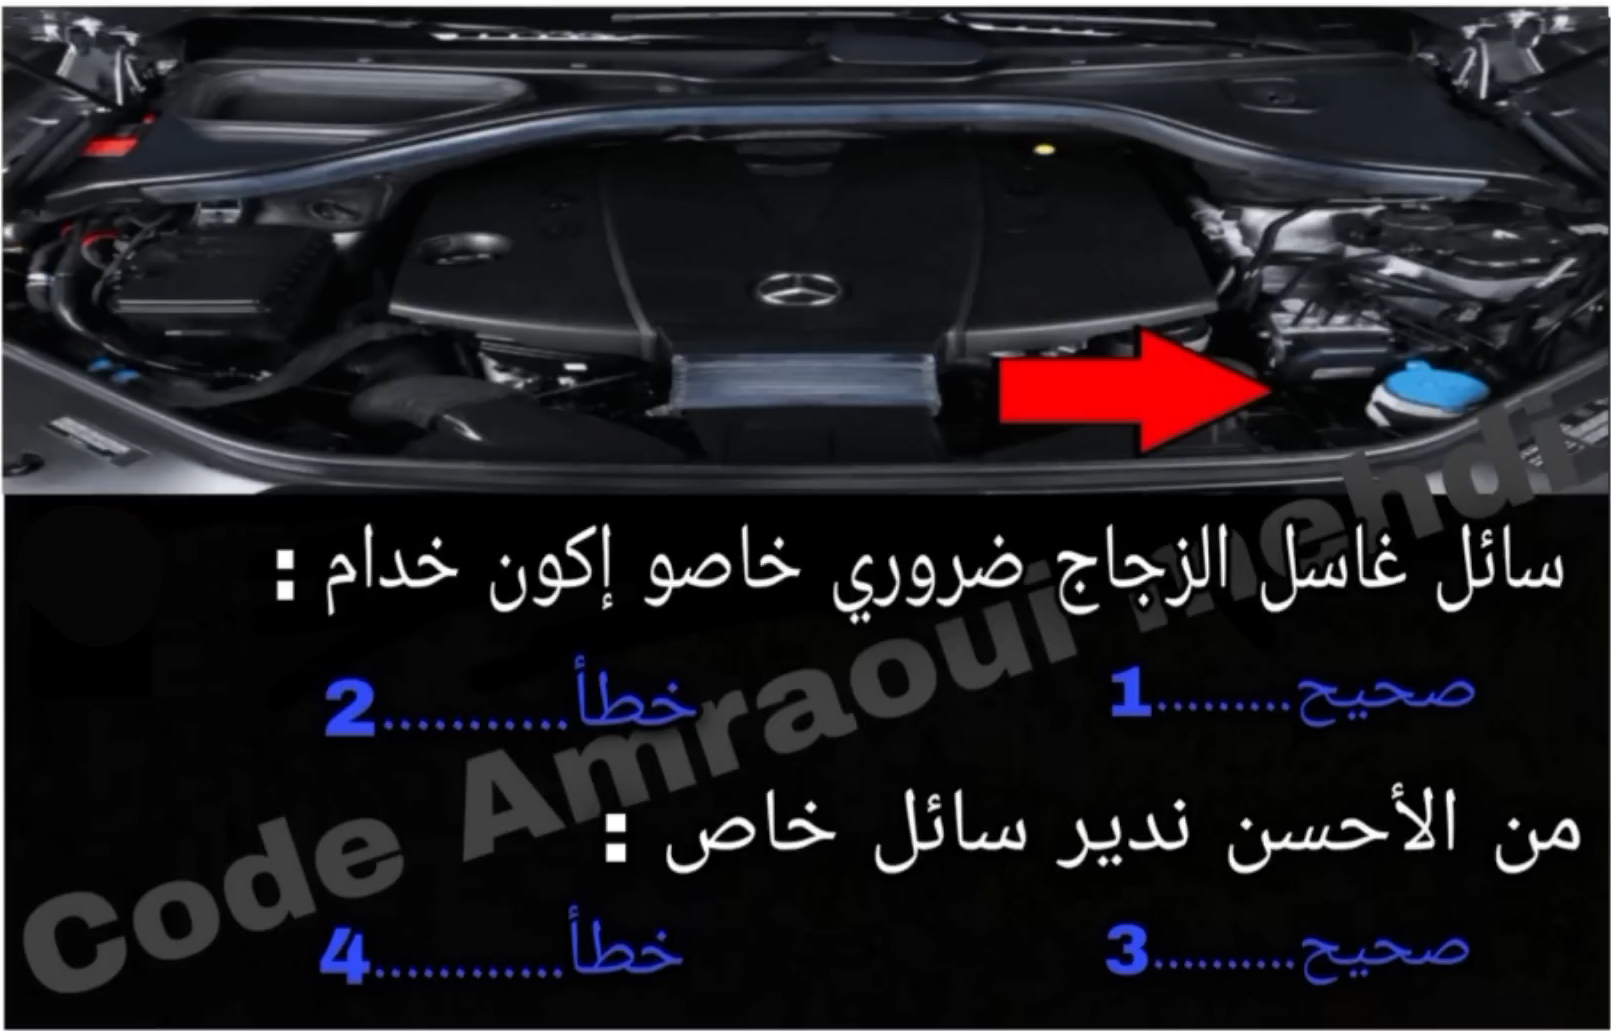 سائل غاسل الزجاج ضروري خاصو إكون خدام :
صحيح.........1 خطأ...........2
من الأحسن ندير سائل خاص :
صحيح..........3 خطأ............4
Code Amraoui mehdi